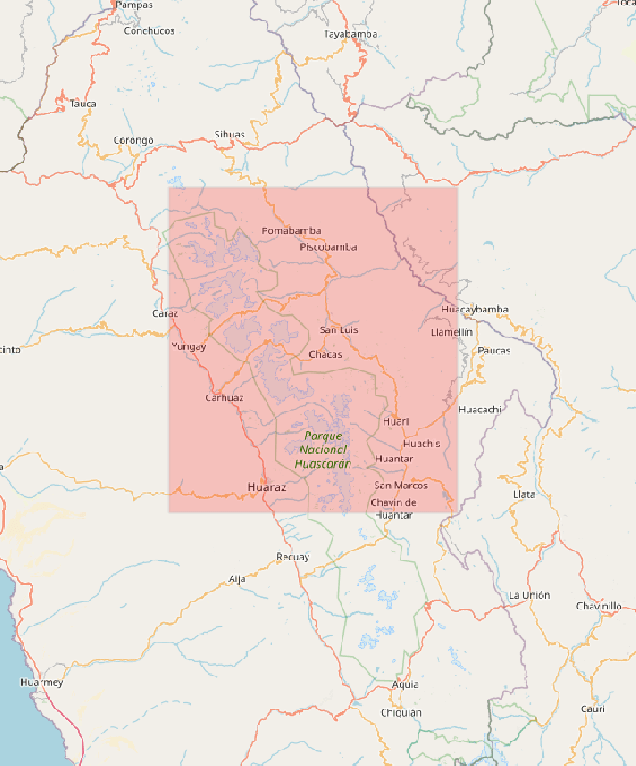 Pampas
Conchucos
Tayabamba
Tauca
Corongo
Sihuas
Pomabamba
Piscobamba
Caraz
Huacaybamba
San Luis
Llamellín
Yungay
Chacas
Paucas
Carhuaz
Huacachi
Huari
Parque
Nacional
Huascarán
Huachis
Huantar
Huaraz
San Marcos
Llata
Chavín de
Huantar
Recuay
Aija
La Unión
Chavinillo
Huarmey
Aquia
Chiquian
Cauri